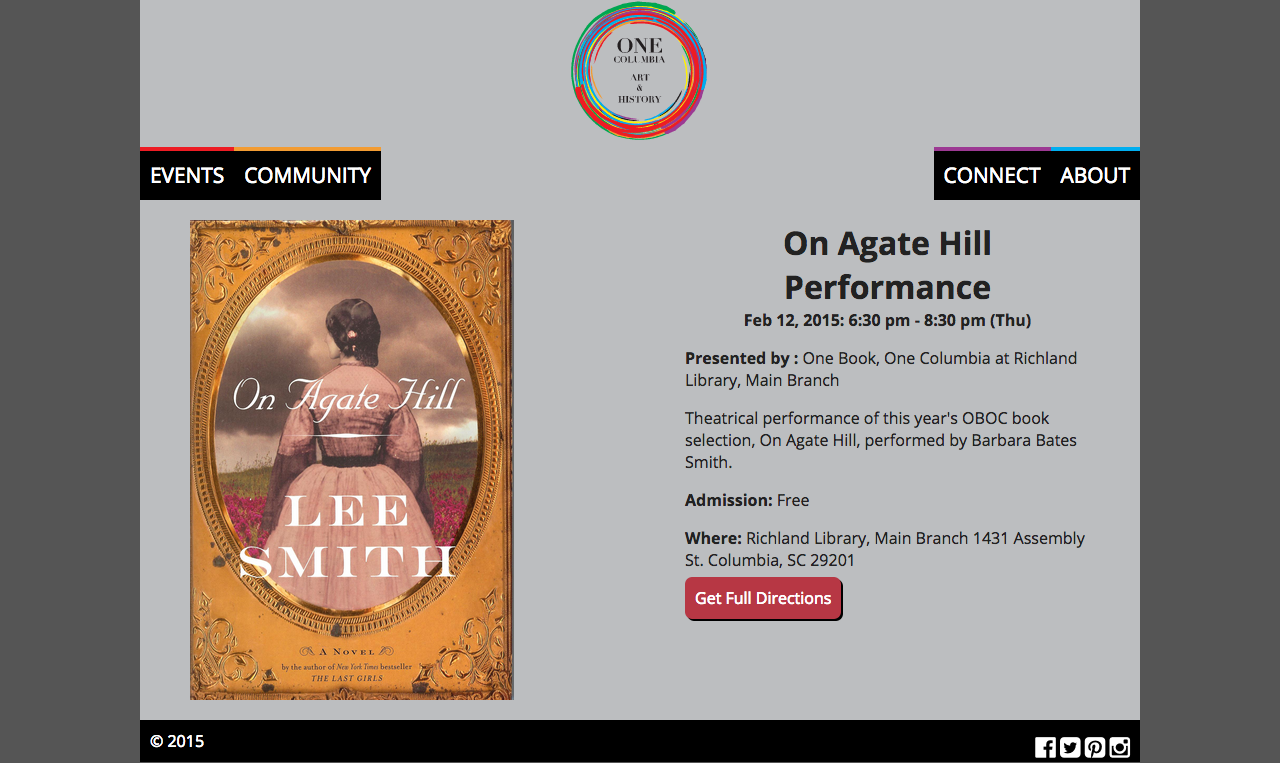 ONE
COLUMBIA
ART
&
HISTORY
EVENTS COMMUNITY CONNECT ABOUT
On Agate Hill
LEE
SMITH
A NOVEL
by the author of New York Times bestseller
THE LAST GIRLS
On Agate Hill
Performance
Feb 12, 2015: 6:30 pm - 8:30 pm (Thu)
Presented by : One Book, One Columbia at Richland
Library, Main Branch
Theatrical performance of this year's OBOC book
selection, On Agate Hill, performed by Barbara Bates
Smith.
Admission: Free
Where: Richland Library, Main Branch 1431 Assembly
St. Columbia, SC 29201
Get Full Directions
© 2015